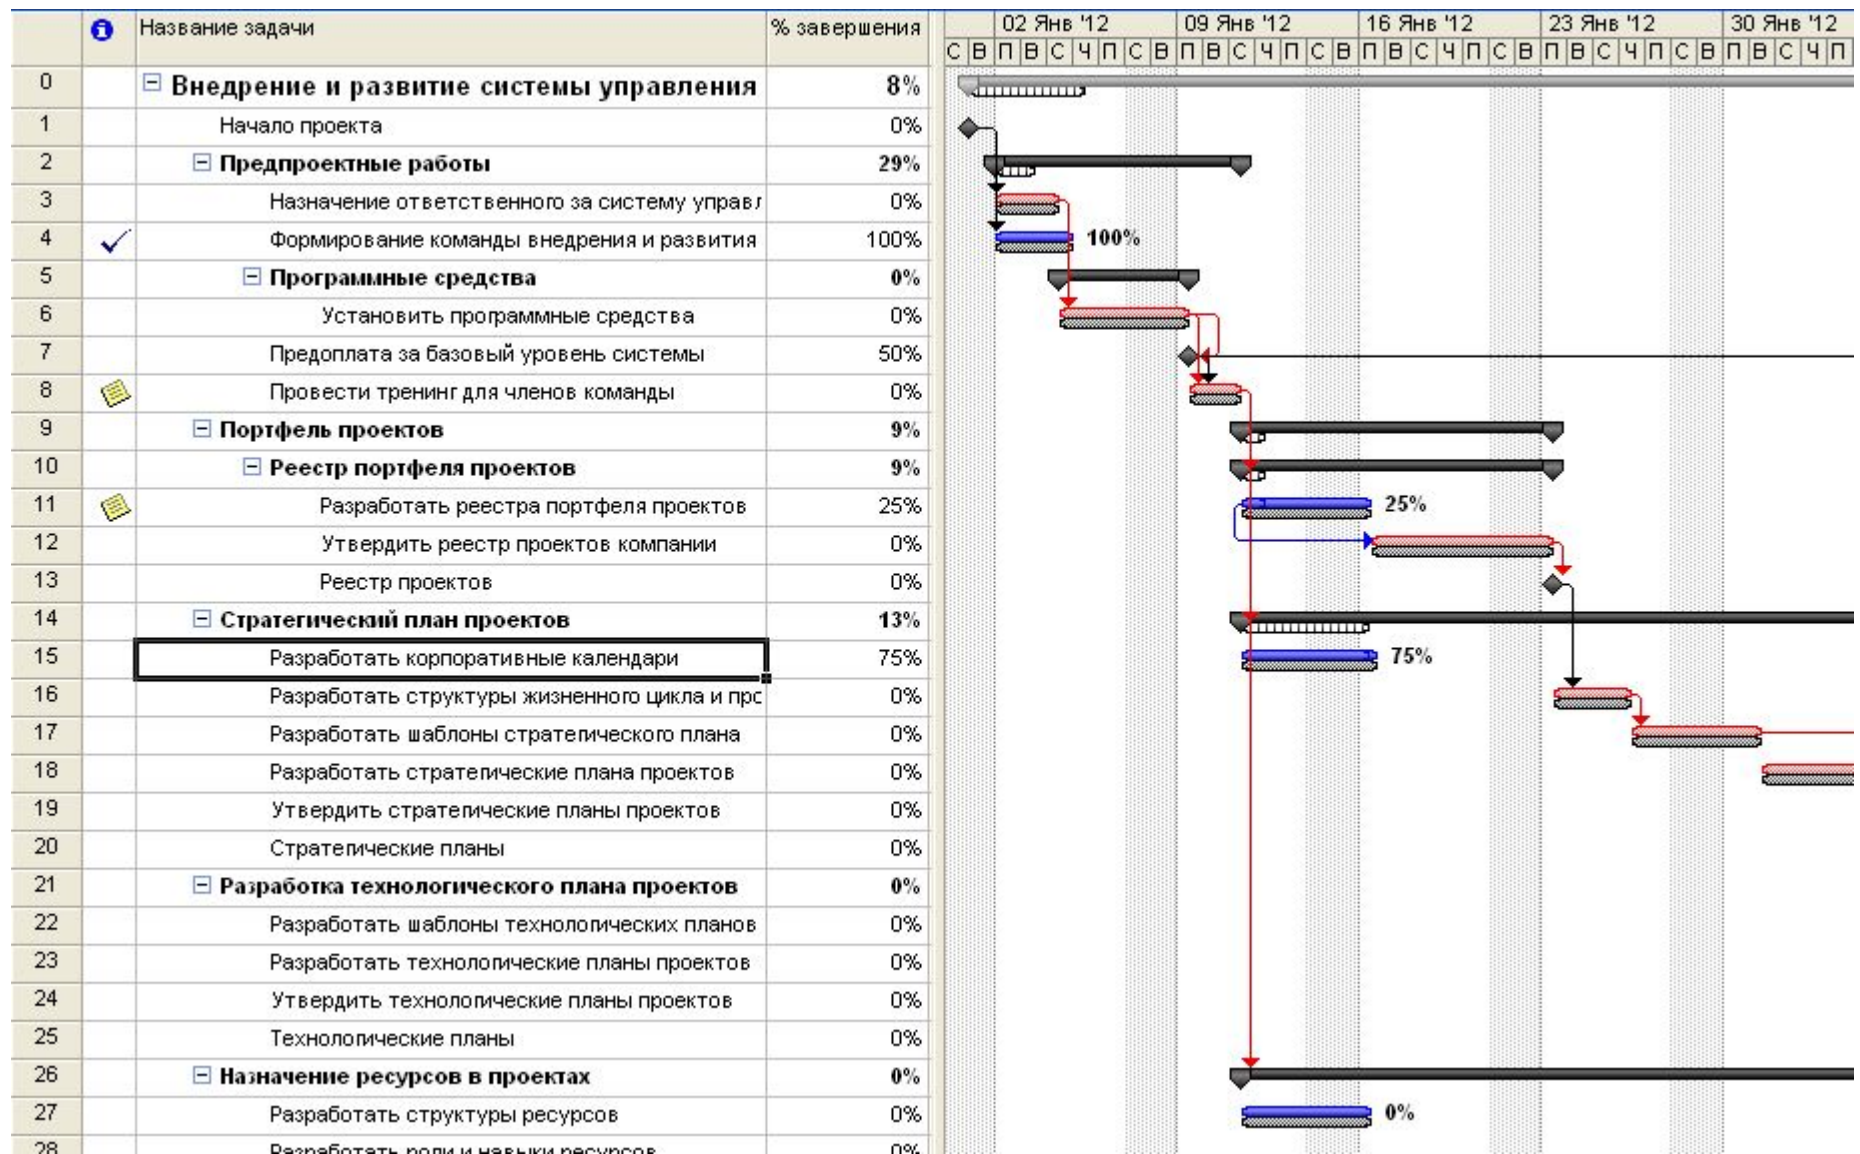 Название задачи % завершения 02 Янв '12 09 Янв '12 16 Янв '12 23 Янв '12 30 Янв '12
С В П В С Ч П С В П В С Ч П С В П В С Ч П С В П В С Ч П С В П В С Ч П
0 Внедрение и развитие системы управления 8%
1 Начало проекта 0%
2 Предпроектные работы 29%
3 Назначение ответственного за систему управл 0%
4 Формирование команды внедрения и развития 100% 100%
5 Программные средства 0%
6 Установить программные средства 0%
7 Предоплата за базовый уровень системы 50%
8 Провести тренинг для членов команды 0%
9 Портфель проектов 9%
10 Реестр портфеля проектов 9%
11 Разработать реестра портфеля проектов 25% 25%
12 Утвердить реестр проектов компании 0%
13 Реестр проектов 0%
14 Стратегический план проектов 13%
15 Разработать корпоративные календари 75% 75%
16 Разработать структуры жизненного цикла и прс 0%
17 Разработать шаблоны стратегического плана 0%
18 Разработать стратегические плана проектов 0%
19 Утвердить стратегические планы проектов 0%
20 Стратегические планы 0%
21 Разработка технологического плана проектов 0%
22 Разработать шаблоны технологических планов 0%
23 Разработать технологические планы проектов 0%
24 Утвердить технологические планы проектов 0%
25 Технологические планы 0%
26 Назначение ресурсов в проектах 0%
27 Разработать структуры ресурсов 0% 0%
28 Разработать роли и навыки ресурсов 0%